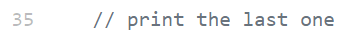 35 // print the last one